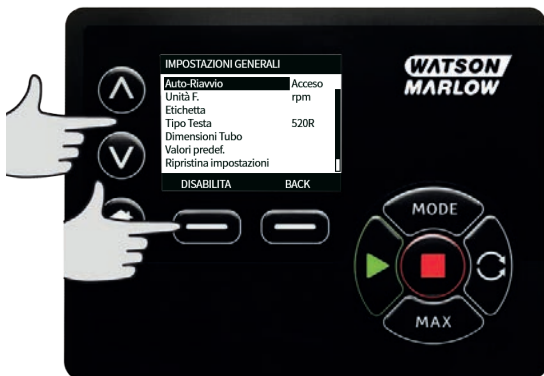 IMPOSTAZIONI GENERALI
Auto-Riavvio Acceso
Unità F. rpm
Etichetta
Tipo Testa 520R
Dimensioni Tubo
Valori predef.
Ripristina impostazioni
DISABILITA BACK
WATSON
MARLOW
MODE
MAX